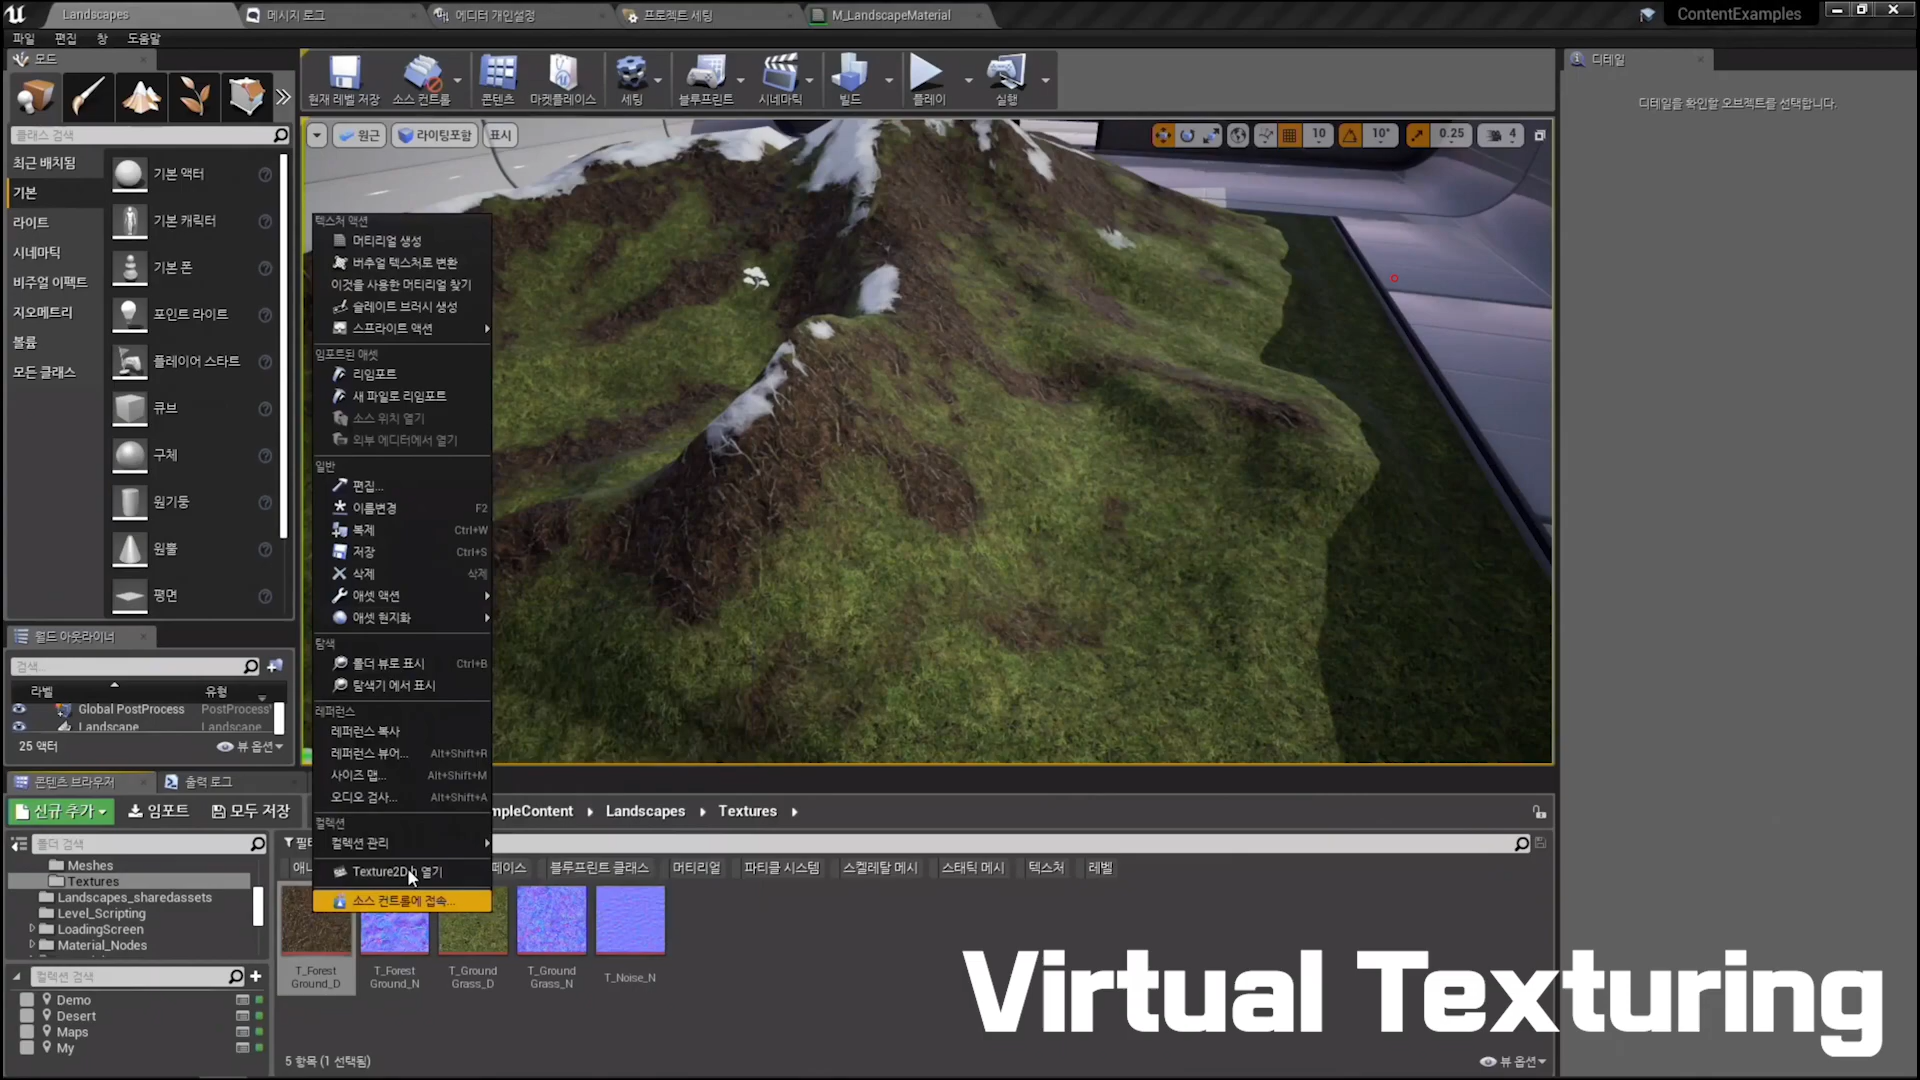 Landscapes
메시지 로그
에디터 개인설정
프로젝트 세팅
M_LandscapeMaterial
ContentExamples
파일 편집 창 도움말
모드
현재 레벨 저장
소스 컨트롤
콘텐츠
마켓플레이스
세팅
블루프린트
시네마틱
빌드
플레이
실행
디테일
디테일을 확인할 오브젝트를 선택합니다.
클래스 검색
최근 배치됨
기본
라이트
시네마틱
비주얼 이펙트
지오메트리
볼륨
모든 클래스
기본 액터
기본 캐릭터
기본 폰
포인트 라이트
플레이어 스타트
큐브
구체
원기둥
원뿔
평면
원근
라이팅포함
표시
10
10°
0.25
4
텍스처 액션
머티리얼 생성
버추얼 텍스처로 변환
이것을 사용한 머티리얼 찾기
슬레이트 브러시 생성
스프라이트 액션
임포트된 애셋
리임포트
새 파일로 리임포트
소스 위치 열기
외부 에디터에서 열기
일반
편집...
이름변경 F2
복제 Ctrl+W
저장 Ctrl+S
삭제 삭제
애셋 액션
애셋 현지화
탐색
폴더 뷰로 표시 Ctrl+B
탐색기 에서 표시
레퍼런스
레퍼런스 복사
레퍼런스 뷰어... Alt+Shift+R
사이즈 맵... Alt+Shift+M
오디오 검사... Alt+Shift+A
컬렉션
컬렉션 관리
Texture2D.h 열기
소스 컨트롤에 접속...
월드 아웃라이너
검색...
라벨 유형
Global PostProcess PostProcess
Landscape Landscape
25 액터
뷰 옵션
콘텐츠 브라우저
출력 로그
신규 추가
임포트
모두 저장
mpleContent
Landscapes
Textures
폴더 검색
Meshes
Textures
Landscapes_sharedassets
Level_Scripting
LoadingScreen
Material_Nodes
컬렉션 검색
Demo
Desert
Maps
My
블루프린트 클래스
머티리얼
파티클 시스템
스켈레탈 메시
스태틱 메시
텍스처
레벨
T_Forest
Ground_D
T_Forest
Ground_N
T_Ground
Grass_D
T_Ground
Grass_N
T_Noise_N
5 항목 (1 선택됨)
뷰 옵션
Virtual Texturing